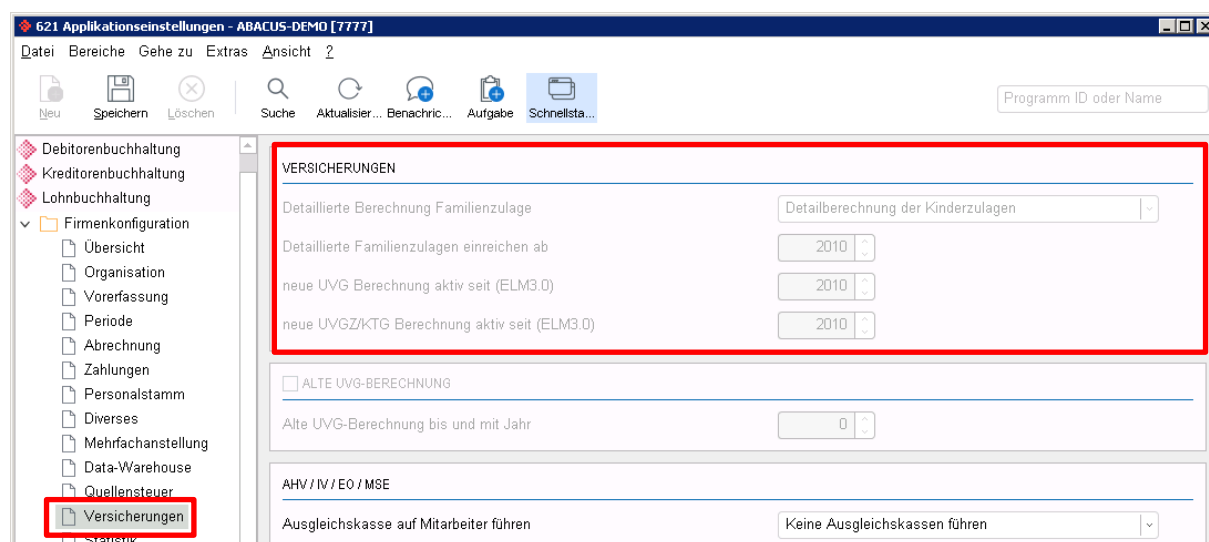 621 Applikationseinstellungen - ABACUS-DEMO [7777]
Datei Bereiche Gehe zu Extras Ansicht ?
Neu Speichern Löschen Suche Aktualisier... Benachric... Aufgabe Schnellsta...
Programm ID oder Name
Debitorenbuchhaltung
Kreditorenbuchhaltung
Lohnbuchhaltung
Firmenkonfiguration
Übersicht
Organisation
Vorerfassung
Periode
Abrechnung
Zahlungen
Personalstamm
Diverses
Mehrfachanstellung
Data-Warehouse
Quellensteuer
Versicherungen
Statistik
VERSICHERUNGEN
Detaillierte Berechnung Familienzulage Detailberechnung der Kinderzulagen
Detaillierte Familienzulagen einreichen ab 2010
neue UVG Berechnung aktiv seit (ELM3.0) 2010
neue UVGZ/KTG Berechnung aktiv seit (ELM3.0) 2010
ALTE UVG-BERECHNUNG
Alte UVG-Berechnung bis und mit Jahr 0
AHV / IV / EO / MSE
Ausgleichskasse auf Mitarbeiter führen Keine Ausgleichskassen führen